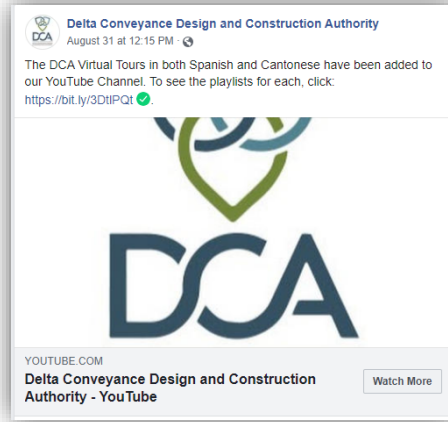 DCA
Delta Conveyance Design and Construction Authority
August 31 at 12:15 PM ·
The DCA Virtual Tours in both Spanish and Cantonese have been added to
our YouTube Channel. To see the playlists for each, click:
https://bit.ly/3DtlPQt .
DCA
YOUTUBE.COM
Delta Conveyance Design and Construction
Authority - YouTube
Watch More